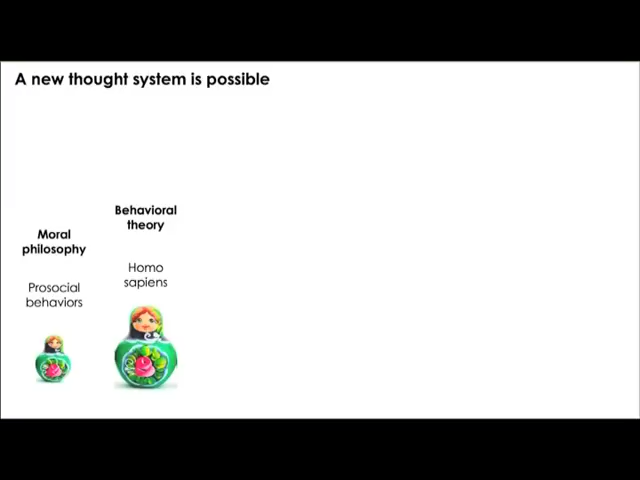 A new thought system is possible
Behavioral
theory
Moral
philosophy
Homo
sapiens
Prosocial
behaviors